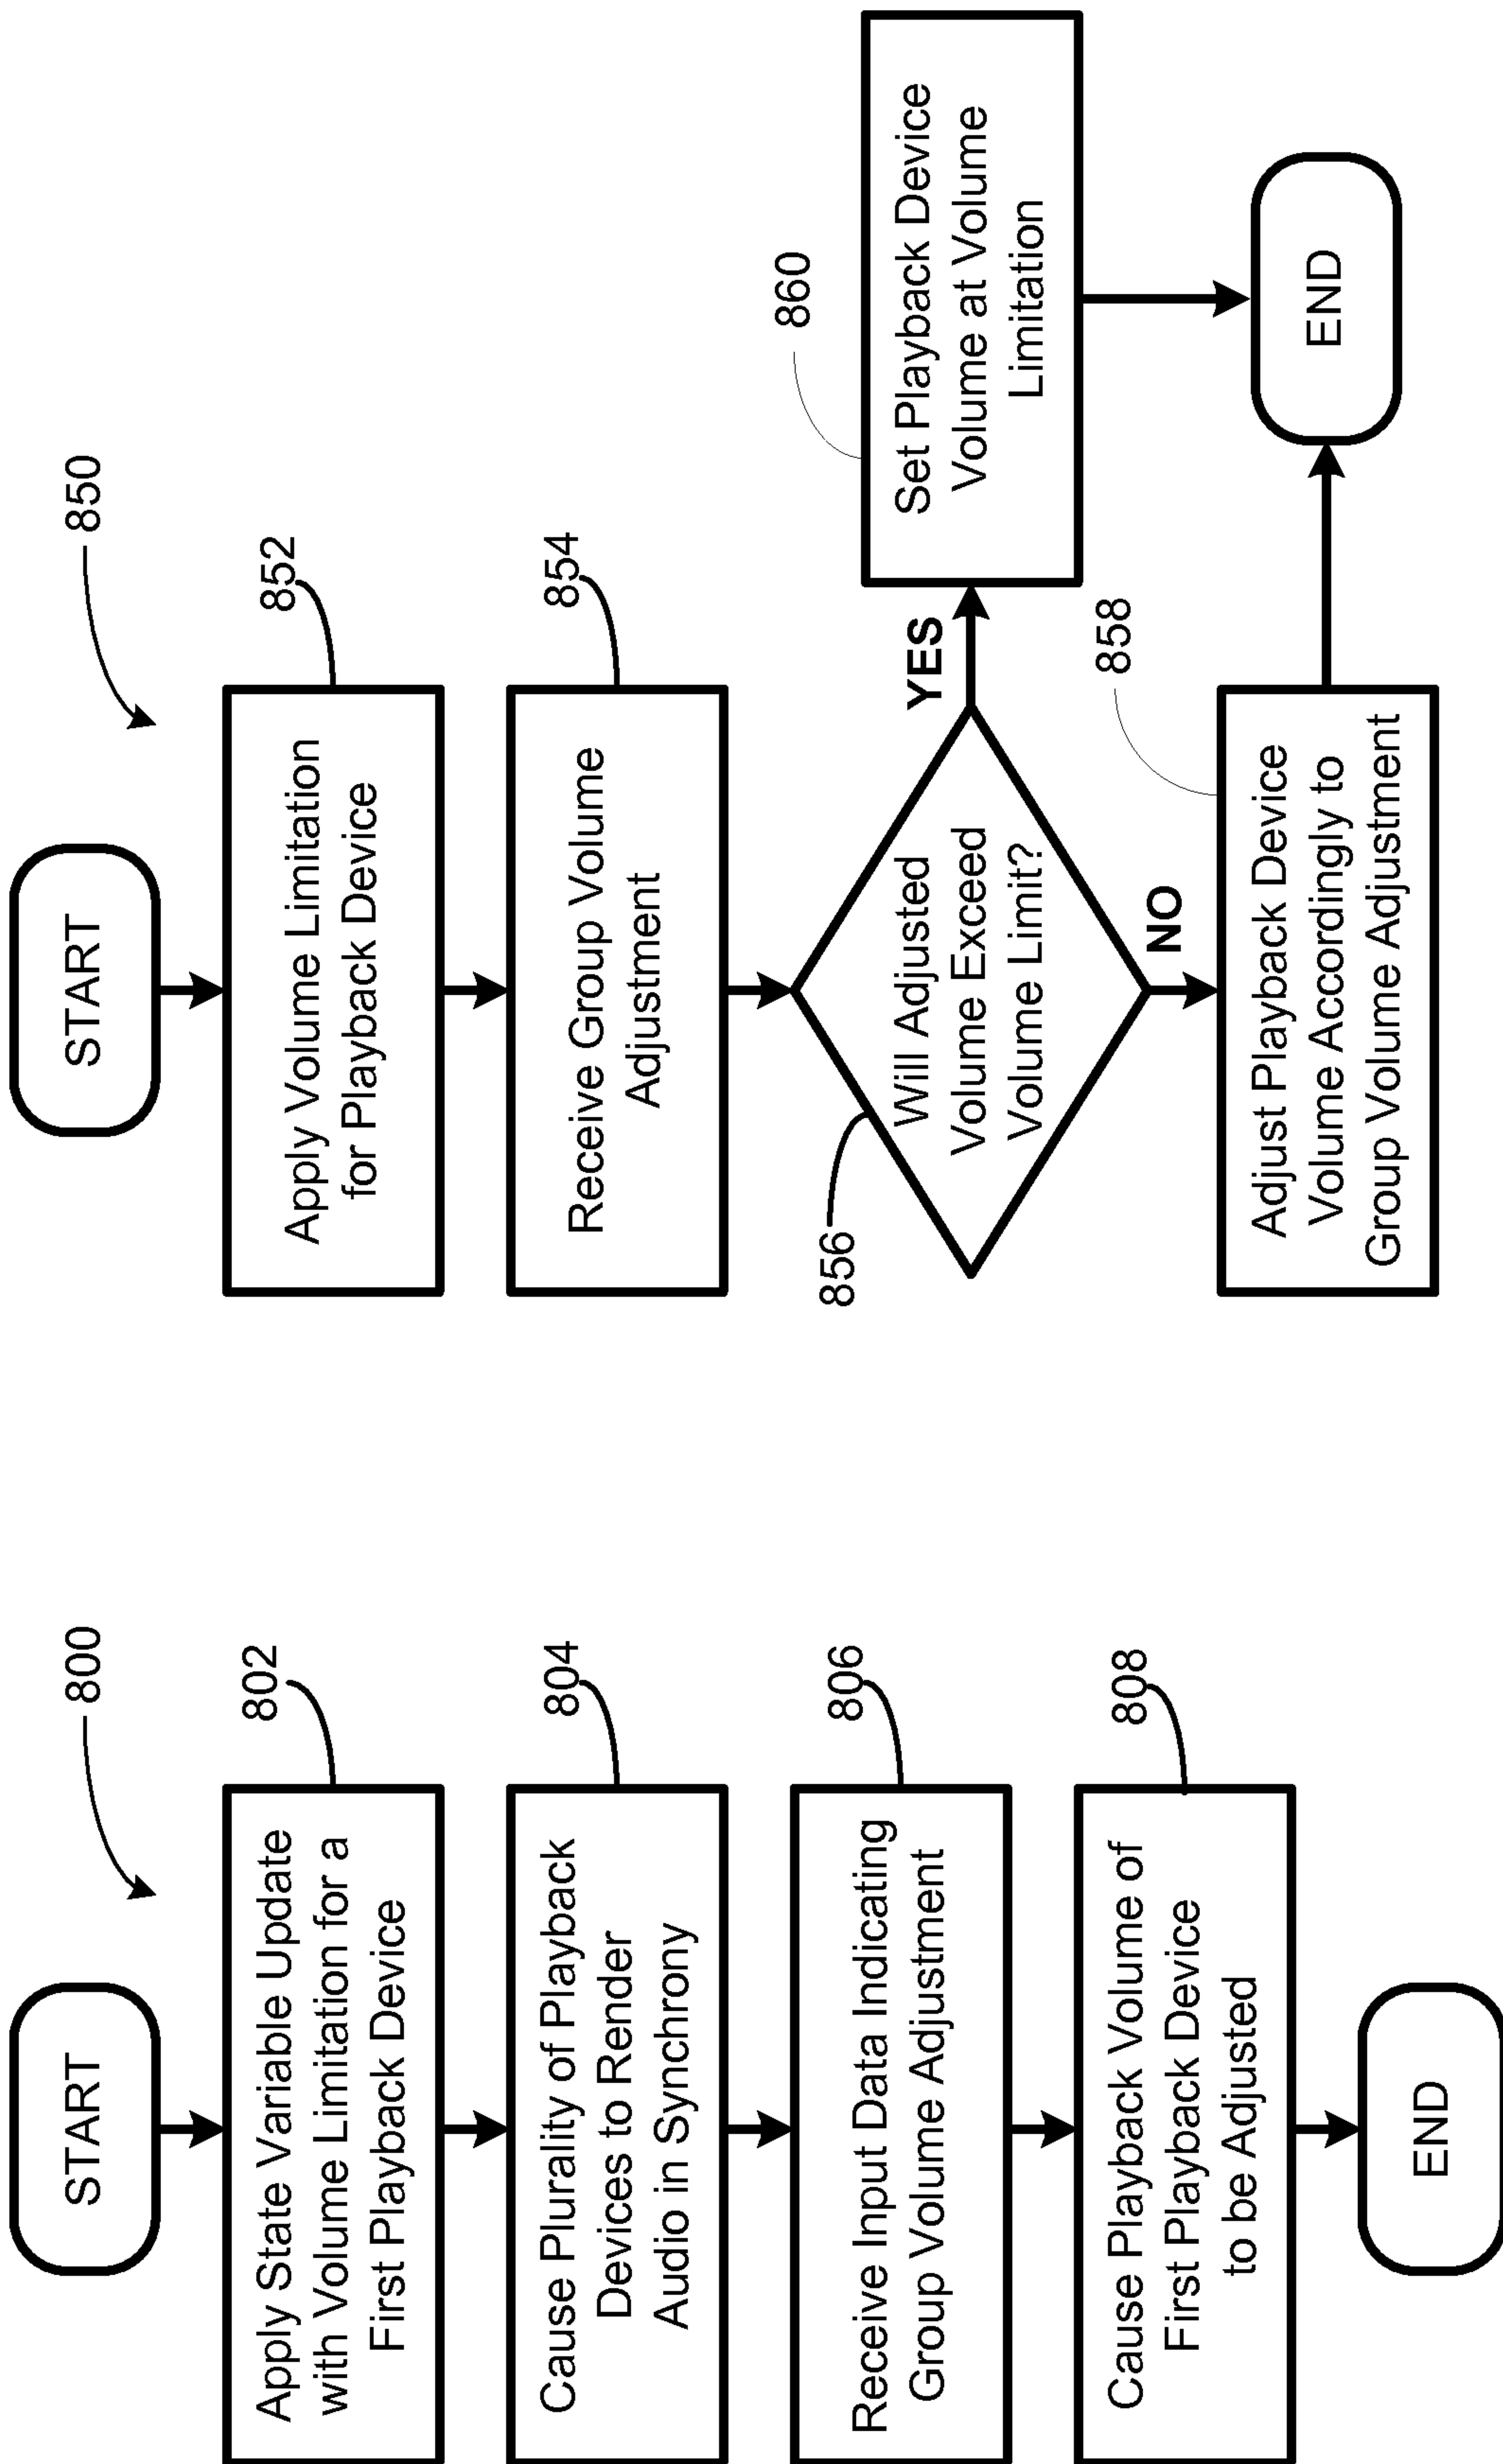 800
START
Apply State Variable Update
with Volume Limitation for a
First Playback Device
802
Cause Plurality of Playback
Devices to Render
Audio in Synchrony
804
Receive Input Data Indicating
Group Volume Adjustment
806
Cause Playback Volume of
First Playback Device
to be Adjusted
808
END
850
START
Apply Volume Limitation
for Playback Device
852
Receive Group Volume
Adjustment
854
856
Will Adjusted
Volume Exceed
Volume Limit?
YES
860
Set Playback Device
Volume at Volume
Limitation
NO
858
Adjust Playback Device
Volume Accordingly to
Group Volume Adjustment
END